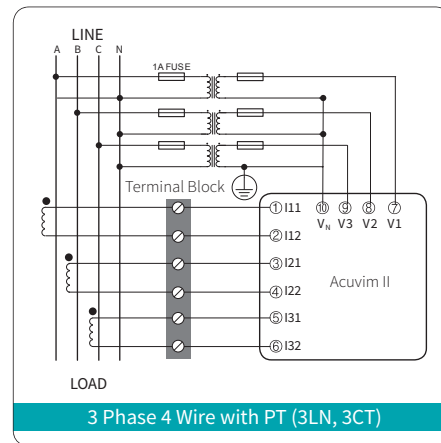 LINE
A B C N
1A FUSE
Terminal Block
① I11
② I12
③ I21
④ I22
⑤ I31
⑥ I32
⑩ ⑨ ⑧ ⑦
VN V3 V2 V1
Acuvim II
LOAD
3 Phase 4 Wire with PT (3LN, 3CT)